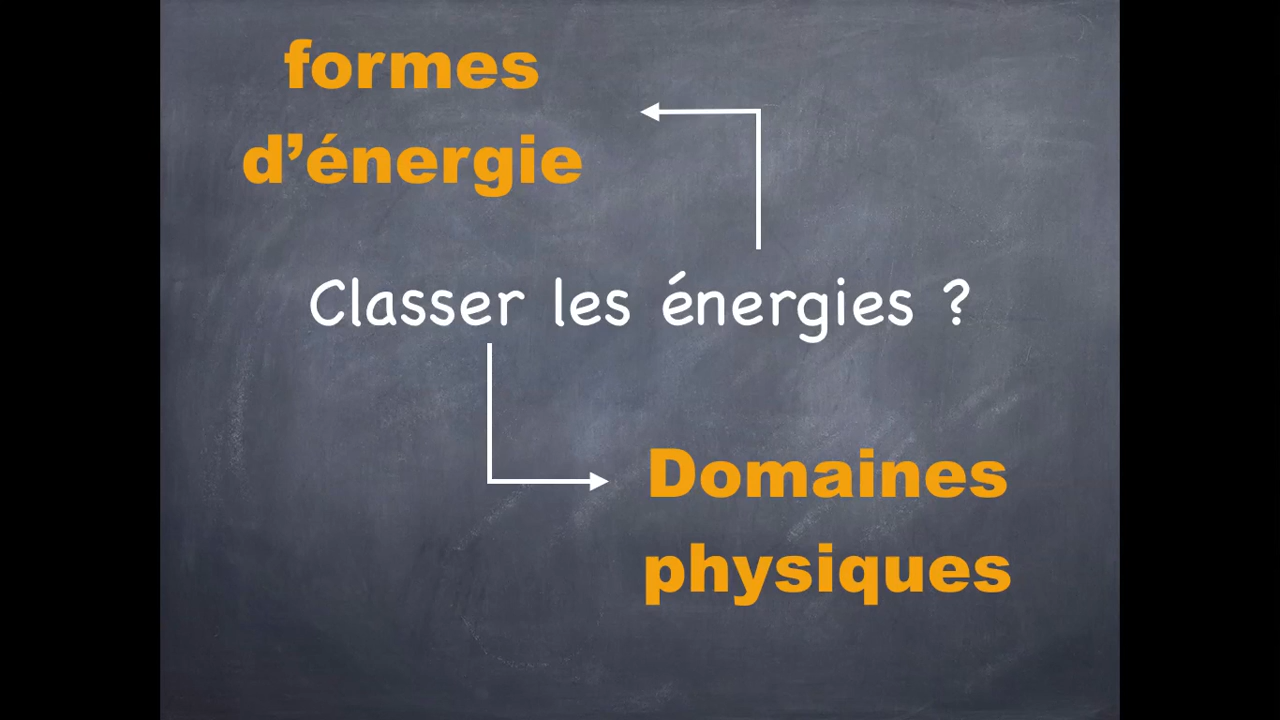 formes
d’énergie
Classer les énergies ?
Domaines
physiques